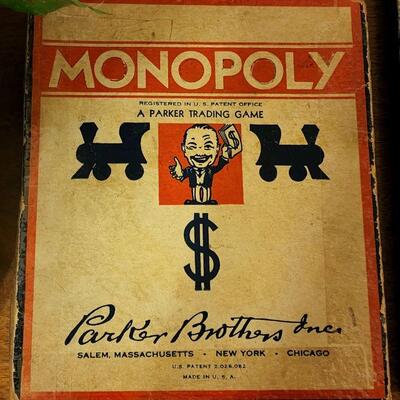 MONOPOLY
REGISTERED IN U. S. PATENT OFFICE
A PARKER TRADING GAME
$
$
Parker Brothers Inc.
SALEM, MASSACHUSETTS • NEW YORK • CHICAGO
U. S. PATENT 2,026,082
MADE IN U. S. A.